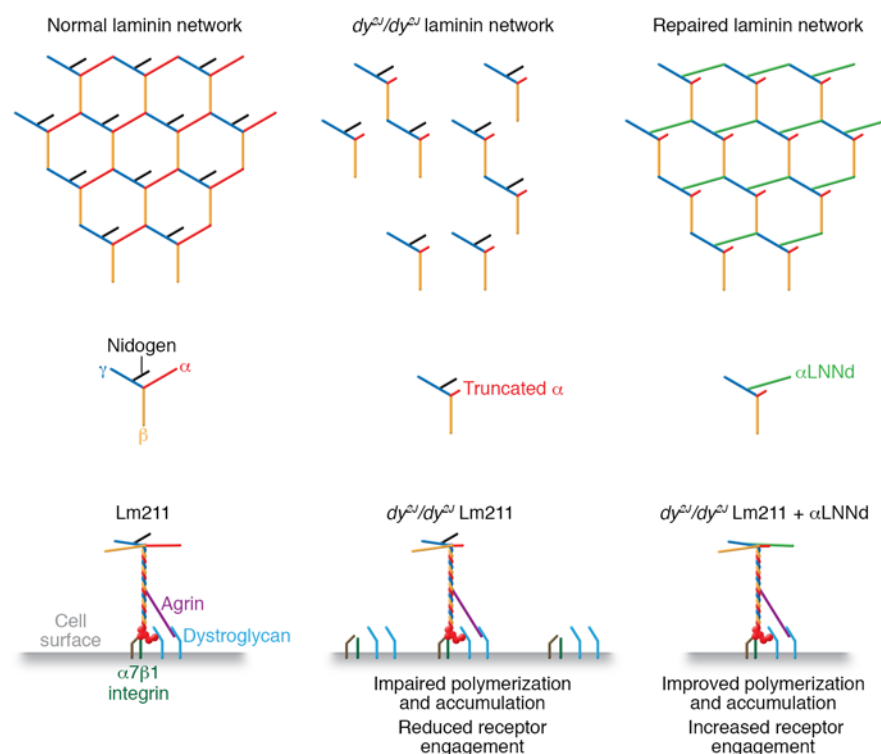 Normal laminin network
dy²ᴶ/dy²ᴶ laminin network
Repaired laminin network
Nidogen
γ
α
β
Truncated α
αLNNd
Lm211
dy²ᴶ/dy²ᴶ Lm211
dy²ᴶ/dy²ᴶ Lm211 + αLNNd
Agrin
Cell
surface
Dystroglycan
α7β1
integrin
Impaired polymerization
and accumulation
Reduced receptor
engagement
Improved polymerization
and accumulation
Increased receptor
engagement